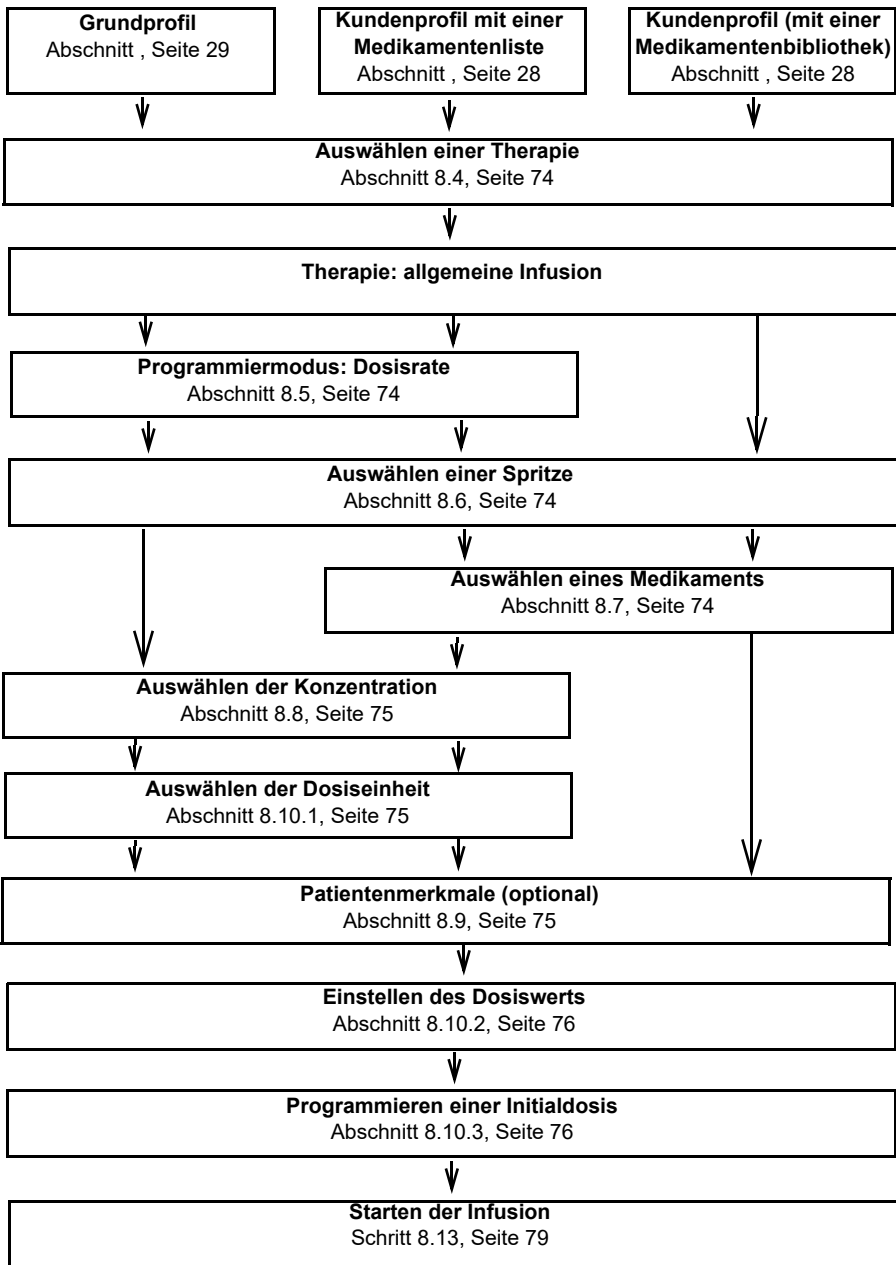 Grundprofil
Abschnitt , Seite 29
Kundenprofil mit einer
Medikamentenliste
Abschnitt , Seite 28
Kundenprofil (mit einer
Medikamentenbibliothek)
Abschnitt , Seite 28
Auswählen einer Therapie
Abschnitt 8.4, Seite 74
Therapie: allgemeine Infusion
Programmiermodus: Dosisrate
Abschnitt 8.5, Seite 74
Auswählen einer Spritze
Abschnitt 8.6, Seite 74
Auswählen eines Medikaments
Abschnitt 8.7, Seite 74
Auswählen der Konzentration
Abschnitt 8.8, Seite 75
Auswählen der Dosiseinheit
Abschnitt 8.10.1, Seite 75
Patientenmerkmale (optional)
Abschnitt 8.9, Seite 75
Einstellen des Dosiswerts
Abschnitt 8.10.2, Seite 76
Programmieren einer Initialdosis
Abschnitt 8.10.3, Seite 76
Starten der Infusion
Schritt 8.13, Seite 79